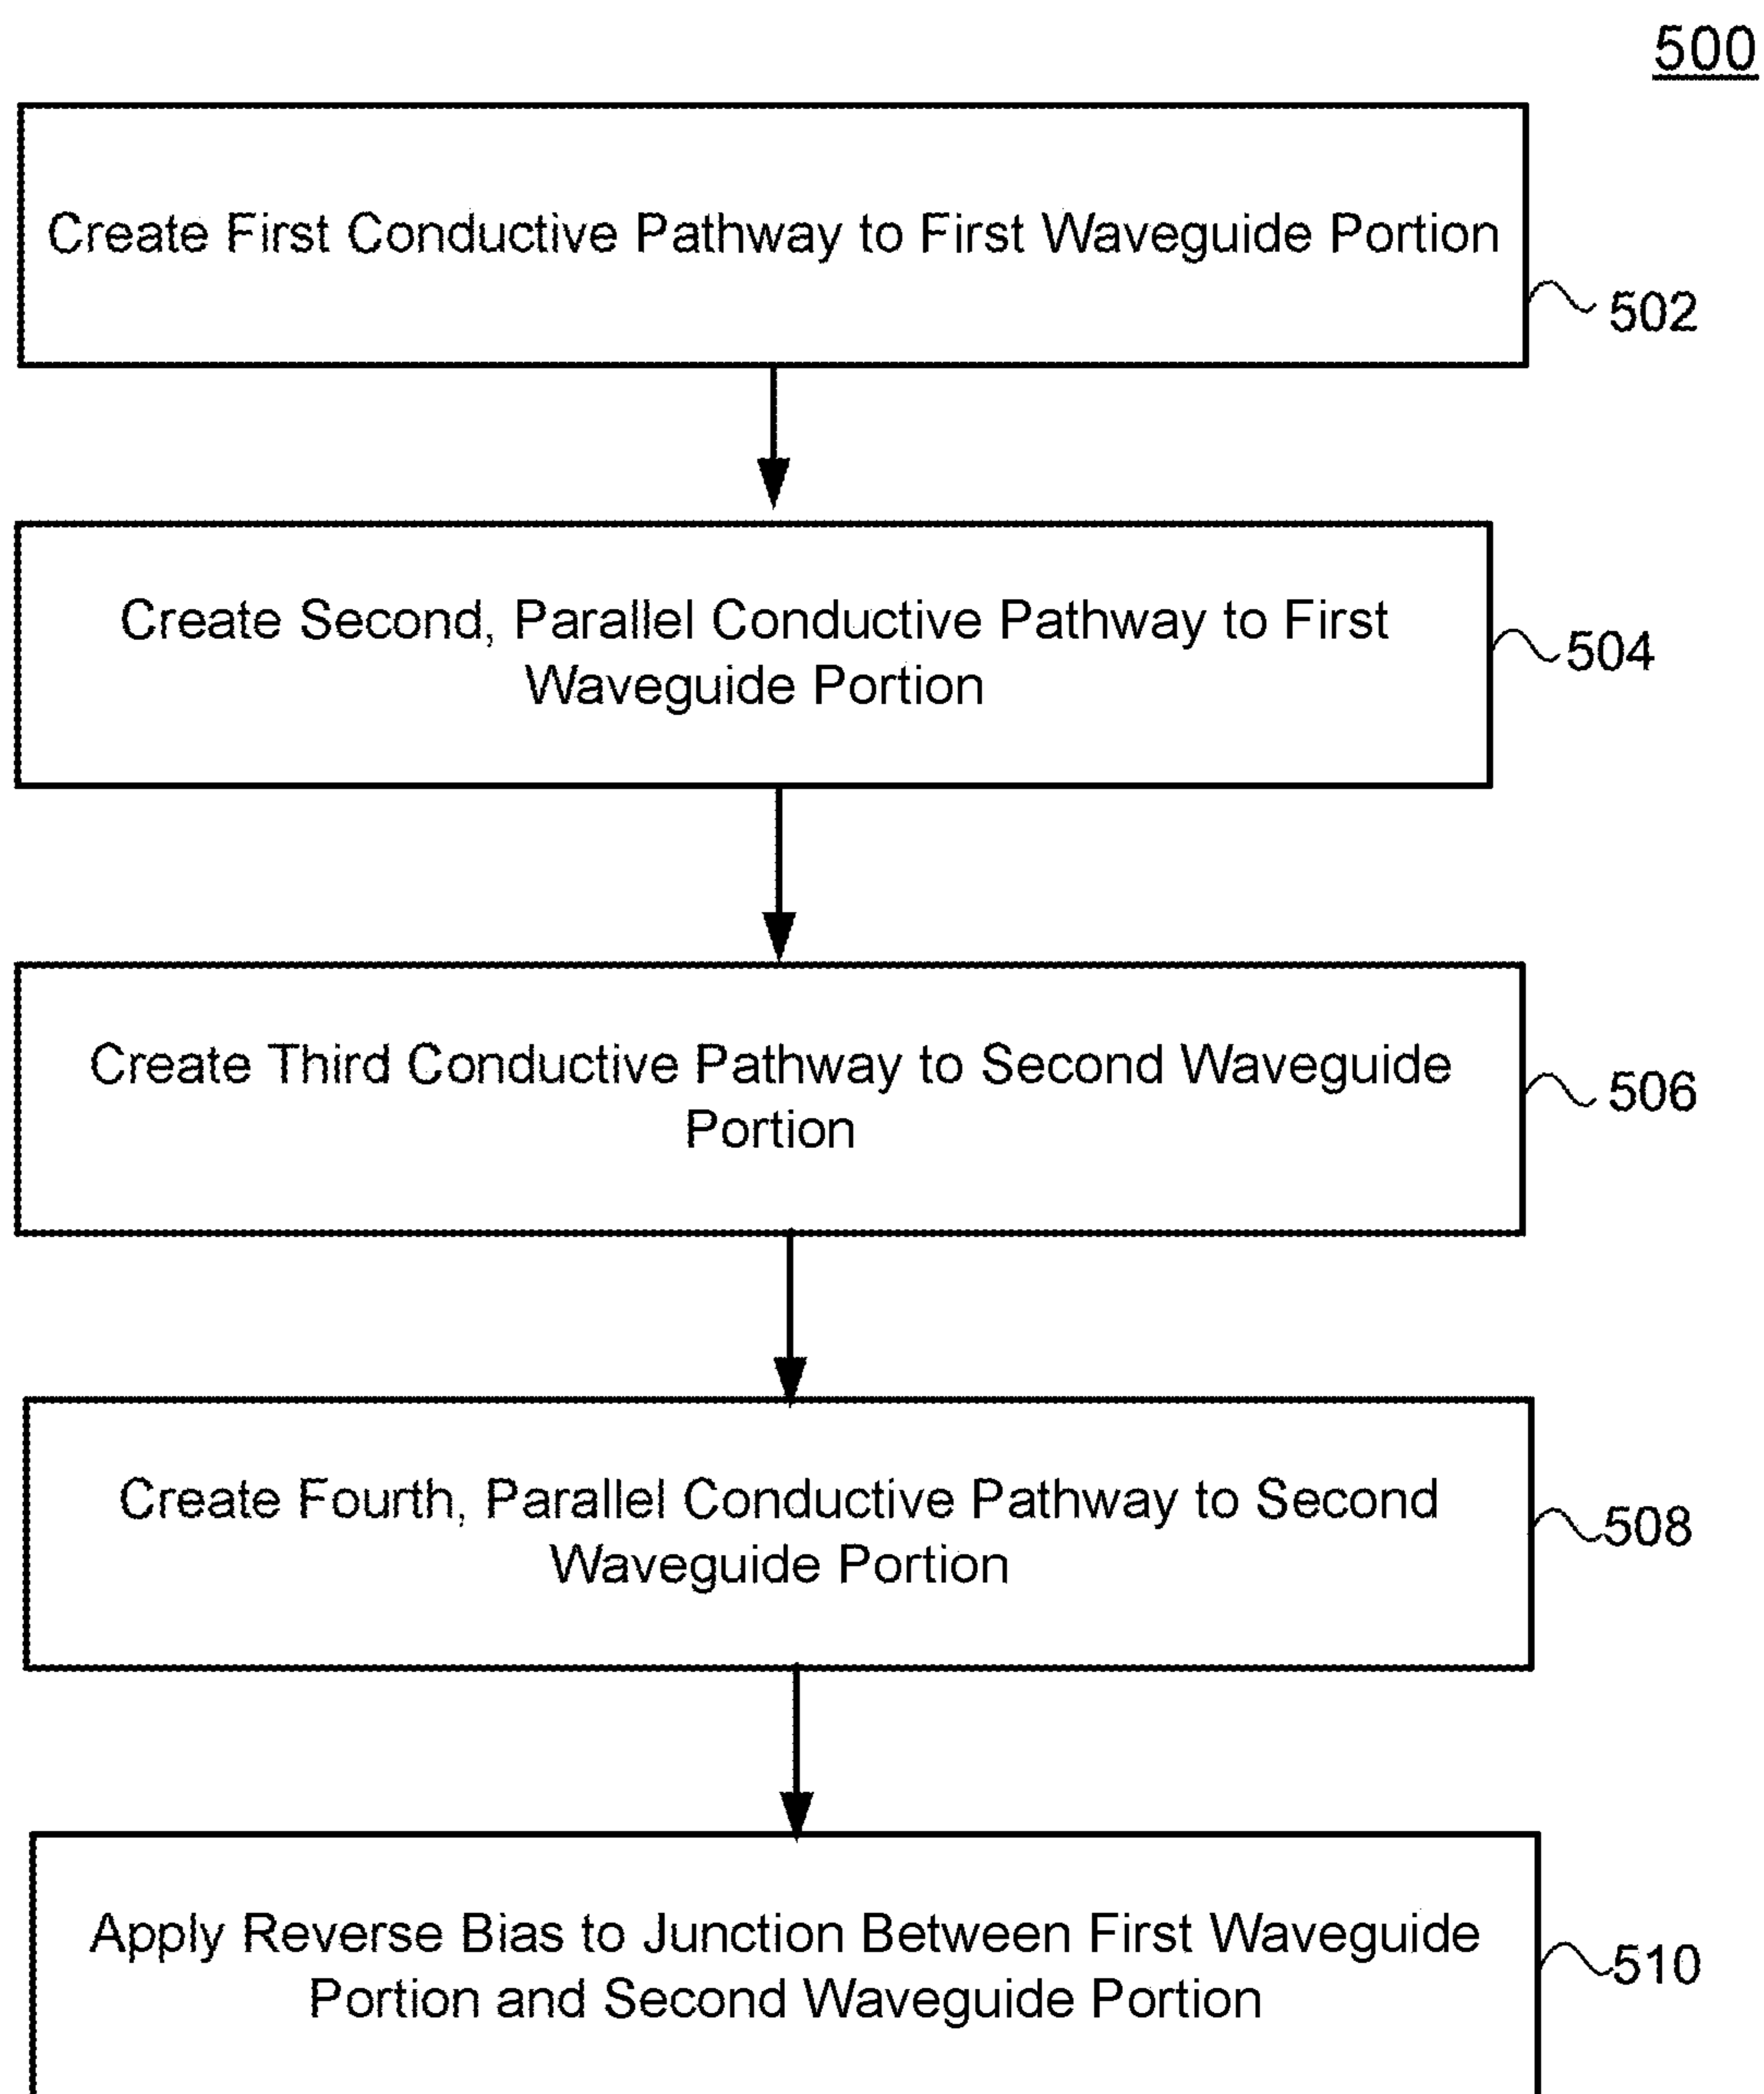 500
Create First Conductive Pathway to First Waveguide Portion
502
Create Second, Parallel Conductive Pathway to First
Waveguide Portion
504
Create Third Conductive Pathway to Second Waveguide
Portion
506
Create Fourth, Parallel Conductive Pathway to Second
Waveguide Portion
508
Apply Reverse Bias to Junction Between First Waveguide
Portion and Second Waveguide Portion
510